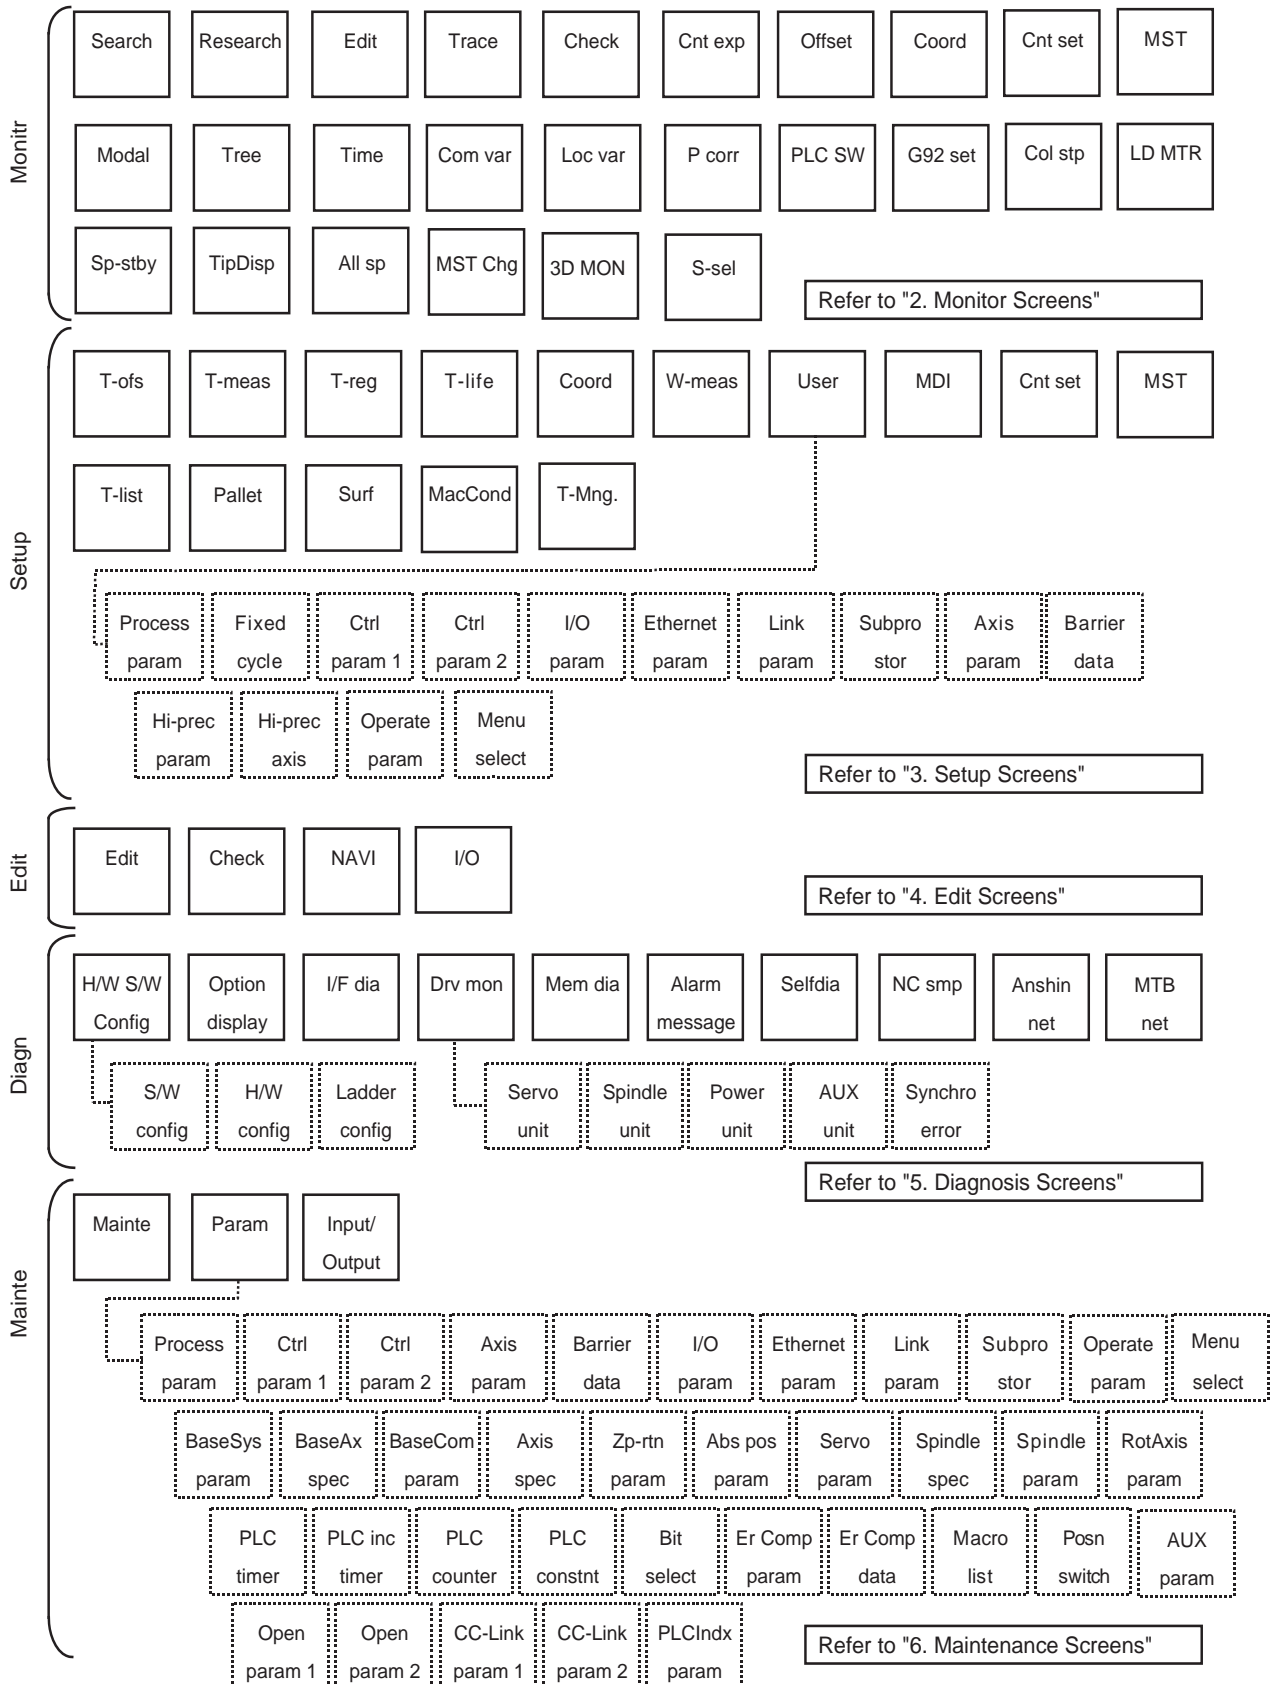 Monitr
Search Research Edit Trace Check Cnt exp Offset Coord Cnt set MST
Modal Tree Time Com var Loc var P corr PLC SW G92 set Col stp LD MTR
Sp-stby TipDisp All sp MST Chg 3D MON S-sel
Refer to "2. Monitor Screens"
Setup
T-ofs T-meas T-reg T-life Coord W-meas User MDI Cnt set MST
T-list Pallet Surf MacCond T-Mng.
Process Fixed Ctrl Ctrl I/O Ethernet Link Subpro Axis Barrier
param cycle param 1 param 2 param param param stor param data
Hi-prec Hi-prec Operate Menu
param axis param select
Refer to "3. Setup Screens"
Edit
Edit Check NAVI I/O
Refer to "4. Edit Screens"
Diagn
H/W S/W Option I/F dia Drv mon Mem dia Alarm Selfdia NC smp Anshin MTB
Config display message net net
S/W H/W Ladder Servo Spindle Power AUX Synchro
config config config unit unit unit unit error
Refer to "5. Diagnosis Screens"
Mainte
Mainte Param Input/
Output
Process Ctrl Ctrl Axis Barrier I/O Ethernet Link Subpro Operate Menu
param param 1 param 2 param data param param param stor param select
BaseSys BaseAx BaseCom Axis Zp-rtn Abs pos Servo Spindle Spindle RotAxis
param spec param spec param param param spec param param
PLC PLC inc PLC PLC Bit Er Comp Er Comp Macro Posn AUX
timer timer counter constnt select param data list switch param
Open Open CC-Link CC-Link PLCIndx
param 1 param 2 param 1 param 2 param
Refer to "6. Maintenance Screens"